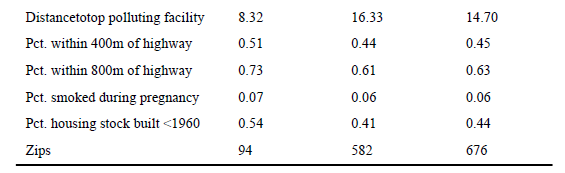 Distancetotop polluting facility 8.32 16.33 14.70
Pct. within 400m of highway 0.51 0.44 0.45
Pct. within 800m of highway 0.73 0.61 0.63
Pct. smoked during pregnancy 0.07 0.06 0.06
Pct. housing stock built <1960 0.54 0.41 0.44
Zips 94 582 676